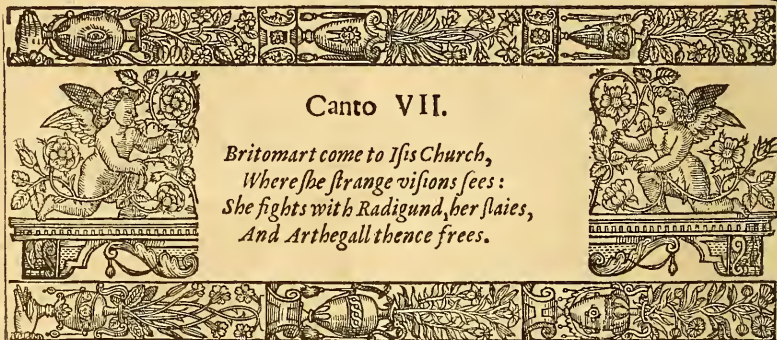 Canto VII.
Britomart come to Iſis Church,
Where ſhe ſtrange viſions ſees:
She fights with Radigund, her ſlaies,
And Arthegall thence frees.